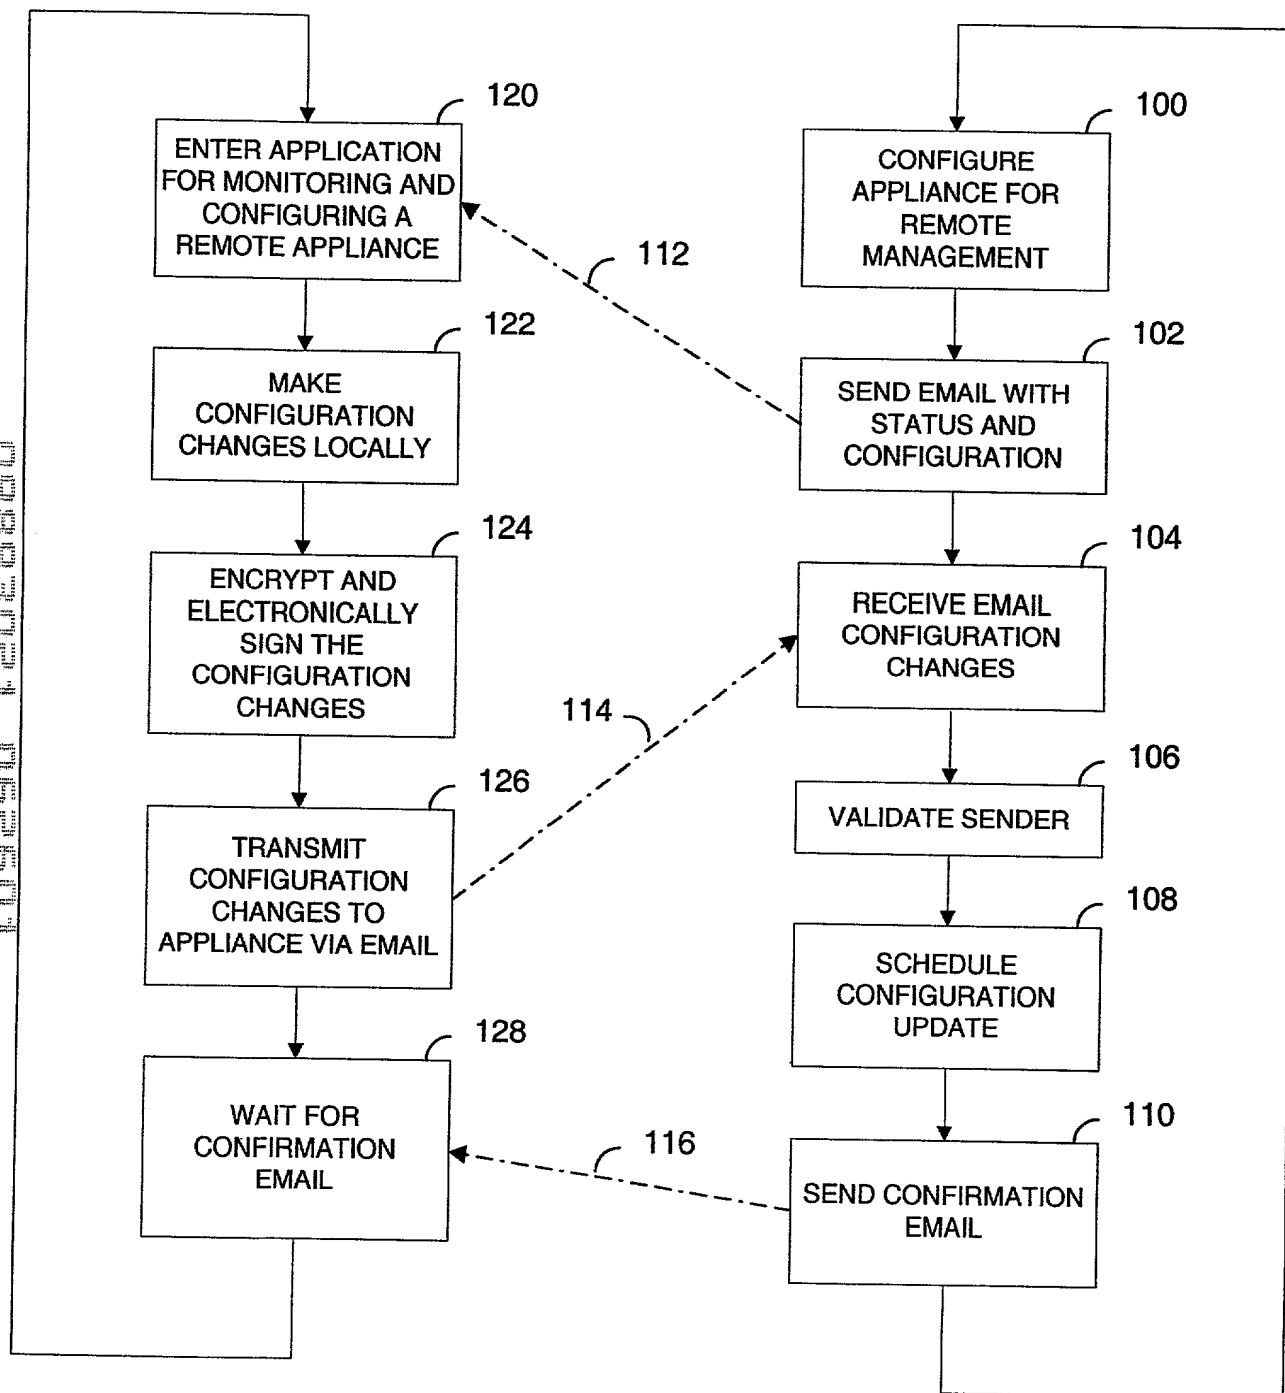 120
ENTER APPLICATION
FOR MONITORING AND
CONFIGURING A
REMOTE APPLIANCE
122
MAKE
CONFIGURATION
CHANGES LOCALLY
124
ENCRYPT AND
ELECTRONICALLY
SIGN THE
CONFIGURATION
CHANGES
126
TRANSMIT
CONFIGURATION
CHANGES TO
APPLIANCE VIA EMAIL
128
WAIT FOR
CONFIRMATION
EMAIL
112
114
116
100
CONFIGURE
APPLIANCE FOR
REMOTE
MANAGEMENT
102
SEND EMAIL WITH
STATUS AND
CONFIGURATION
104
RECEIVE EMAIL
CONFIGURATION
CHANGES
106
VALIDATE SENDER
108
SCHEDULE
CONFIGURATION
UPDATE
110
SEND CONFIRMATION
EMAIL